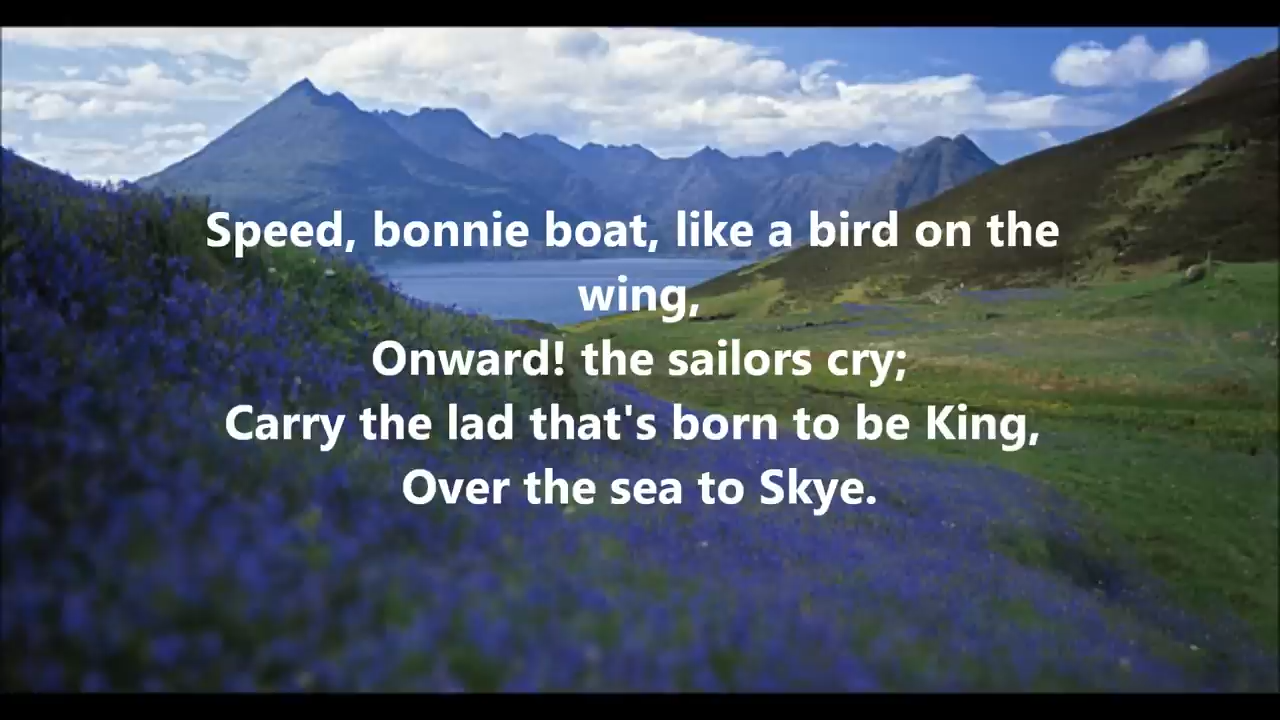 Speed, bonnie boat, like a bird on the
wing,
Onward! the sailors cry;
Carry the lad that's born to be King,
Over the sea to Skye.